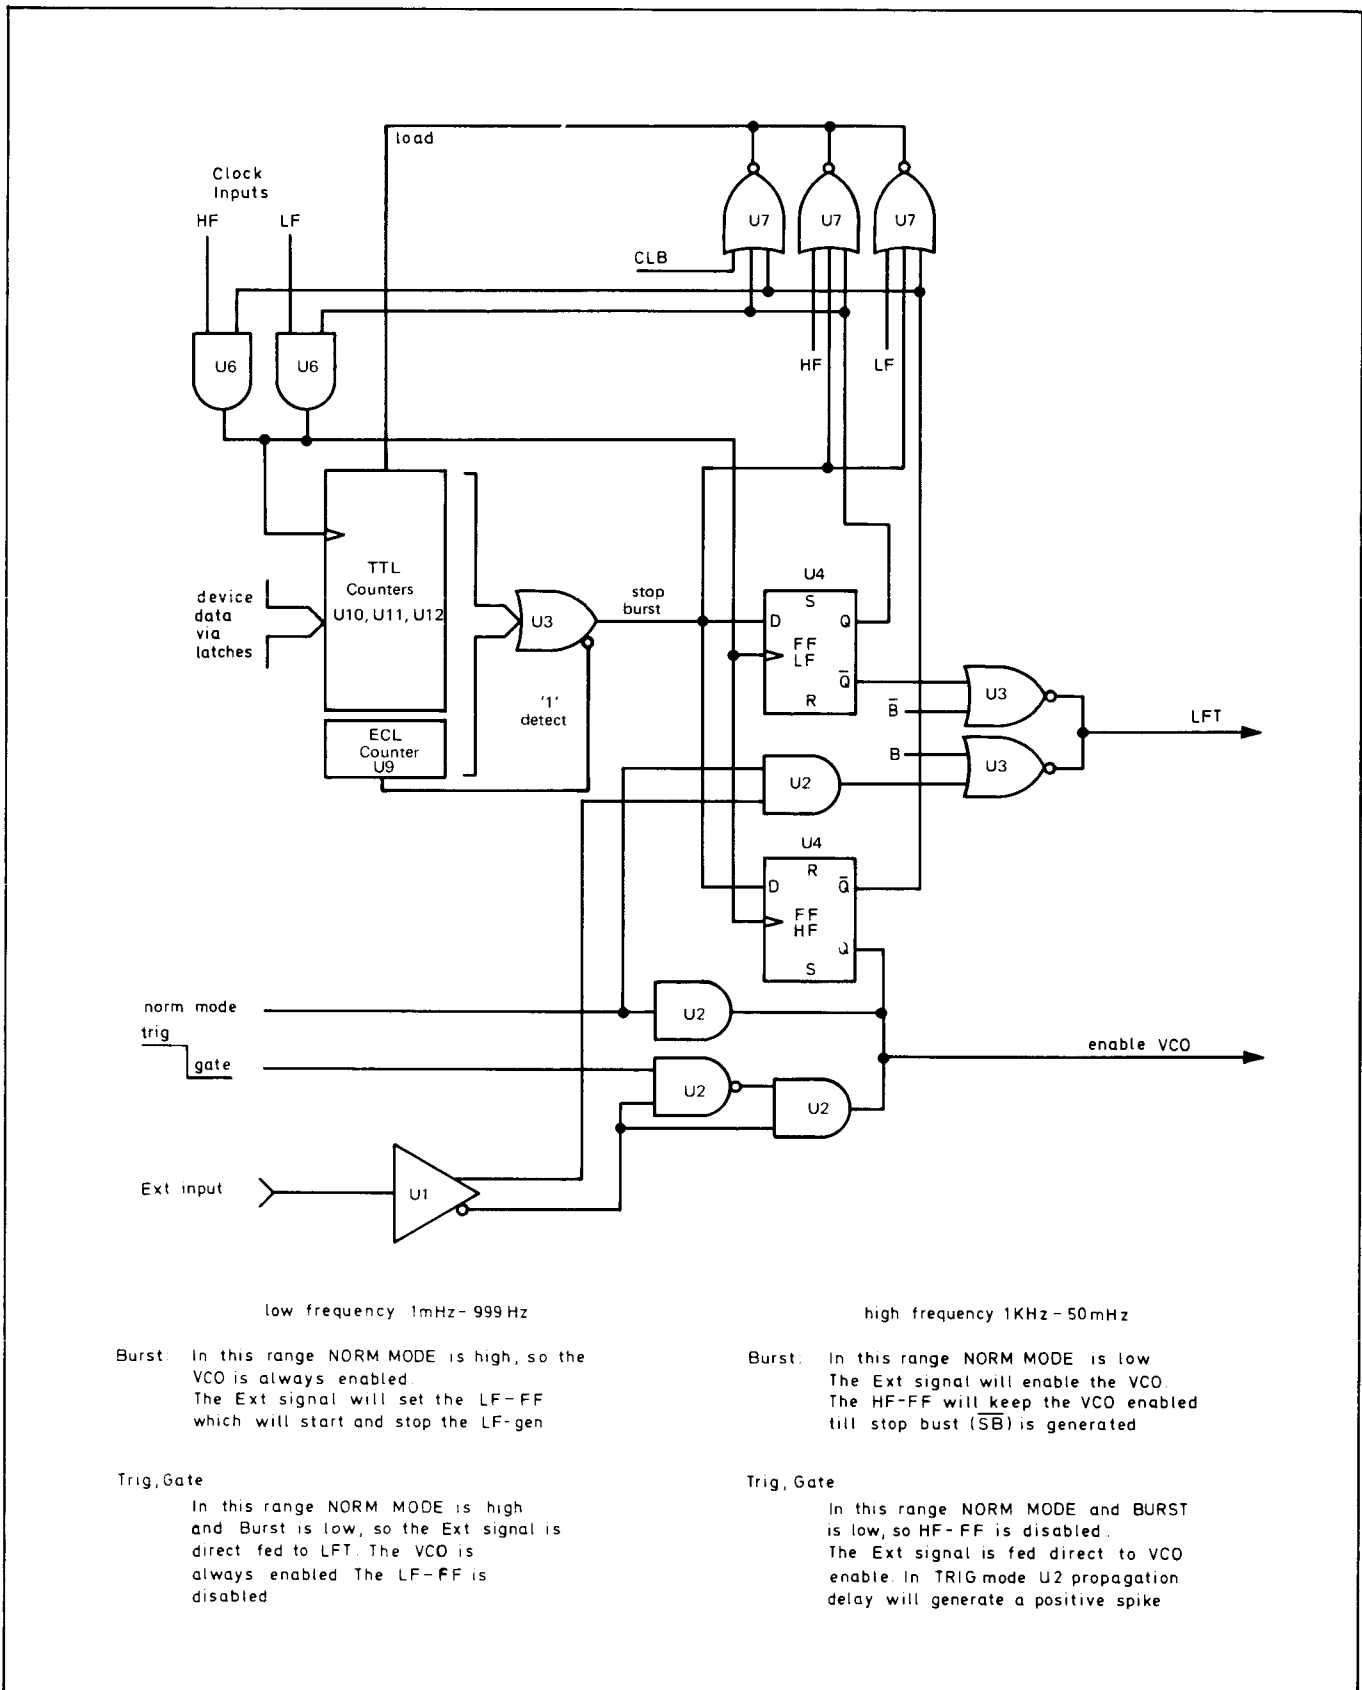 load
Clock
Inputs
HF
LF
U7
U7
U7
CLB
U6
U6
HF
LF
TTL
Counters
U10, U11, U12
device
data
via
latches
U3
stop
burst
'1'
detect
ECL
Counter
U9
U4
S
D
Q
FF
LF
Q̅
R
B̅
U3
LFT
B
U3
U2
U4
R
D
Q̅
FF
HF
Q
S
norm mode
U2
trig
gate
U2
U2
enable VCO
Ext input
U1
low frequency 1mHz-999Hz
Burst: In this range NORM MODE is high, so the
VCO is always enabled.
The Ext signal will set the LF-FF
which will start and stop the LF-gen
Trig, Gate
In this range NORM MODE is high
and Burst is low, so the Ext signal is
direct fed to LFT. The VCO is
always enabled The LF-FF is
disabled
high frequency 1KHz-50mHz
Burst: In this range NORM MODE is low
The Ext signal will enable the VCO.
The HF-FF will keep the VCO enabled
till stop bust (S̅B̅) is generated
Trig, Gate
In this range NORM MODE and BURST
is low, so HF-FF is disabled.
The Ext signal is fed direct to VCO
enable. In TRIG mode U2 propagation
delay will generate a positive spike